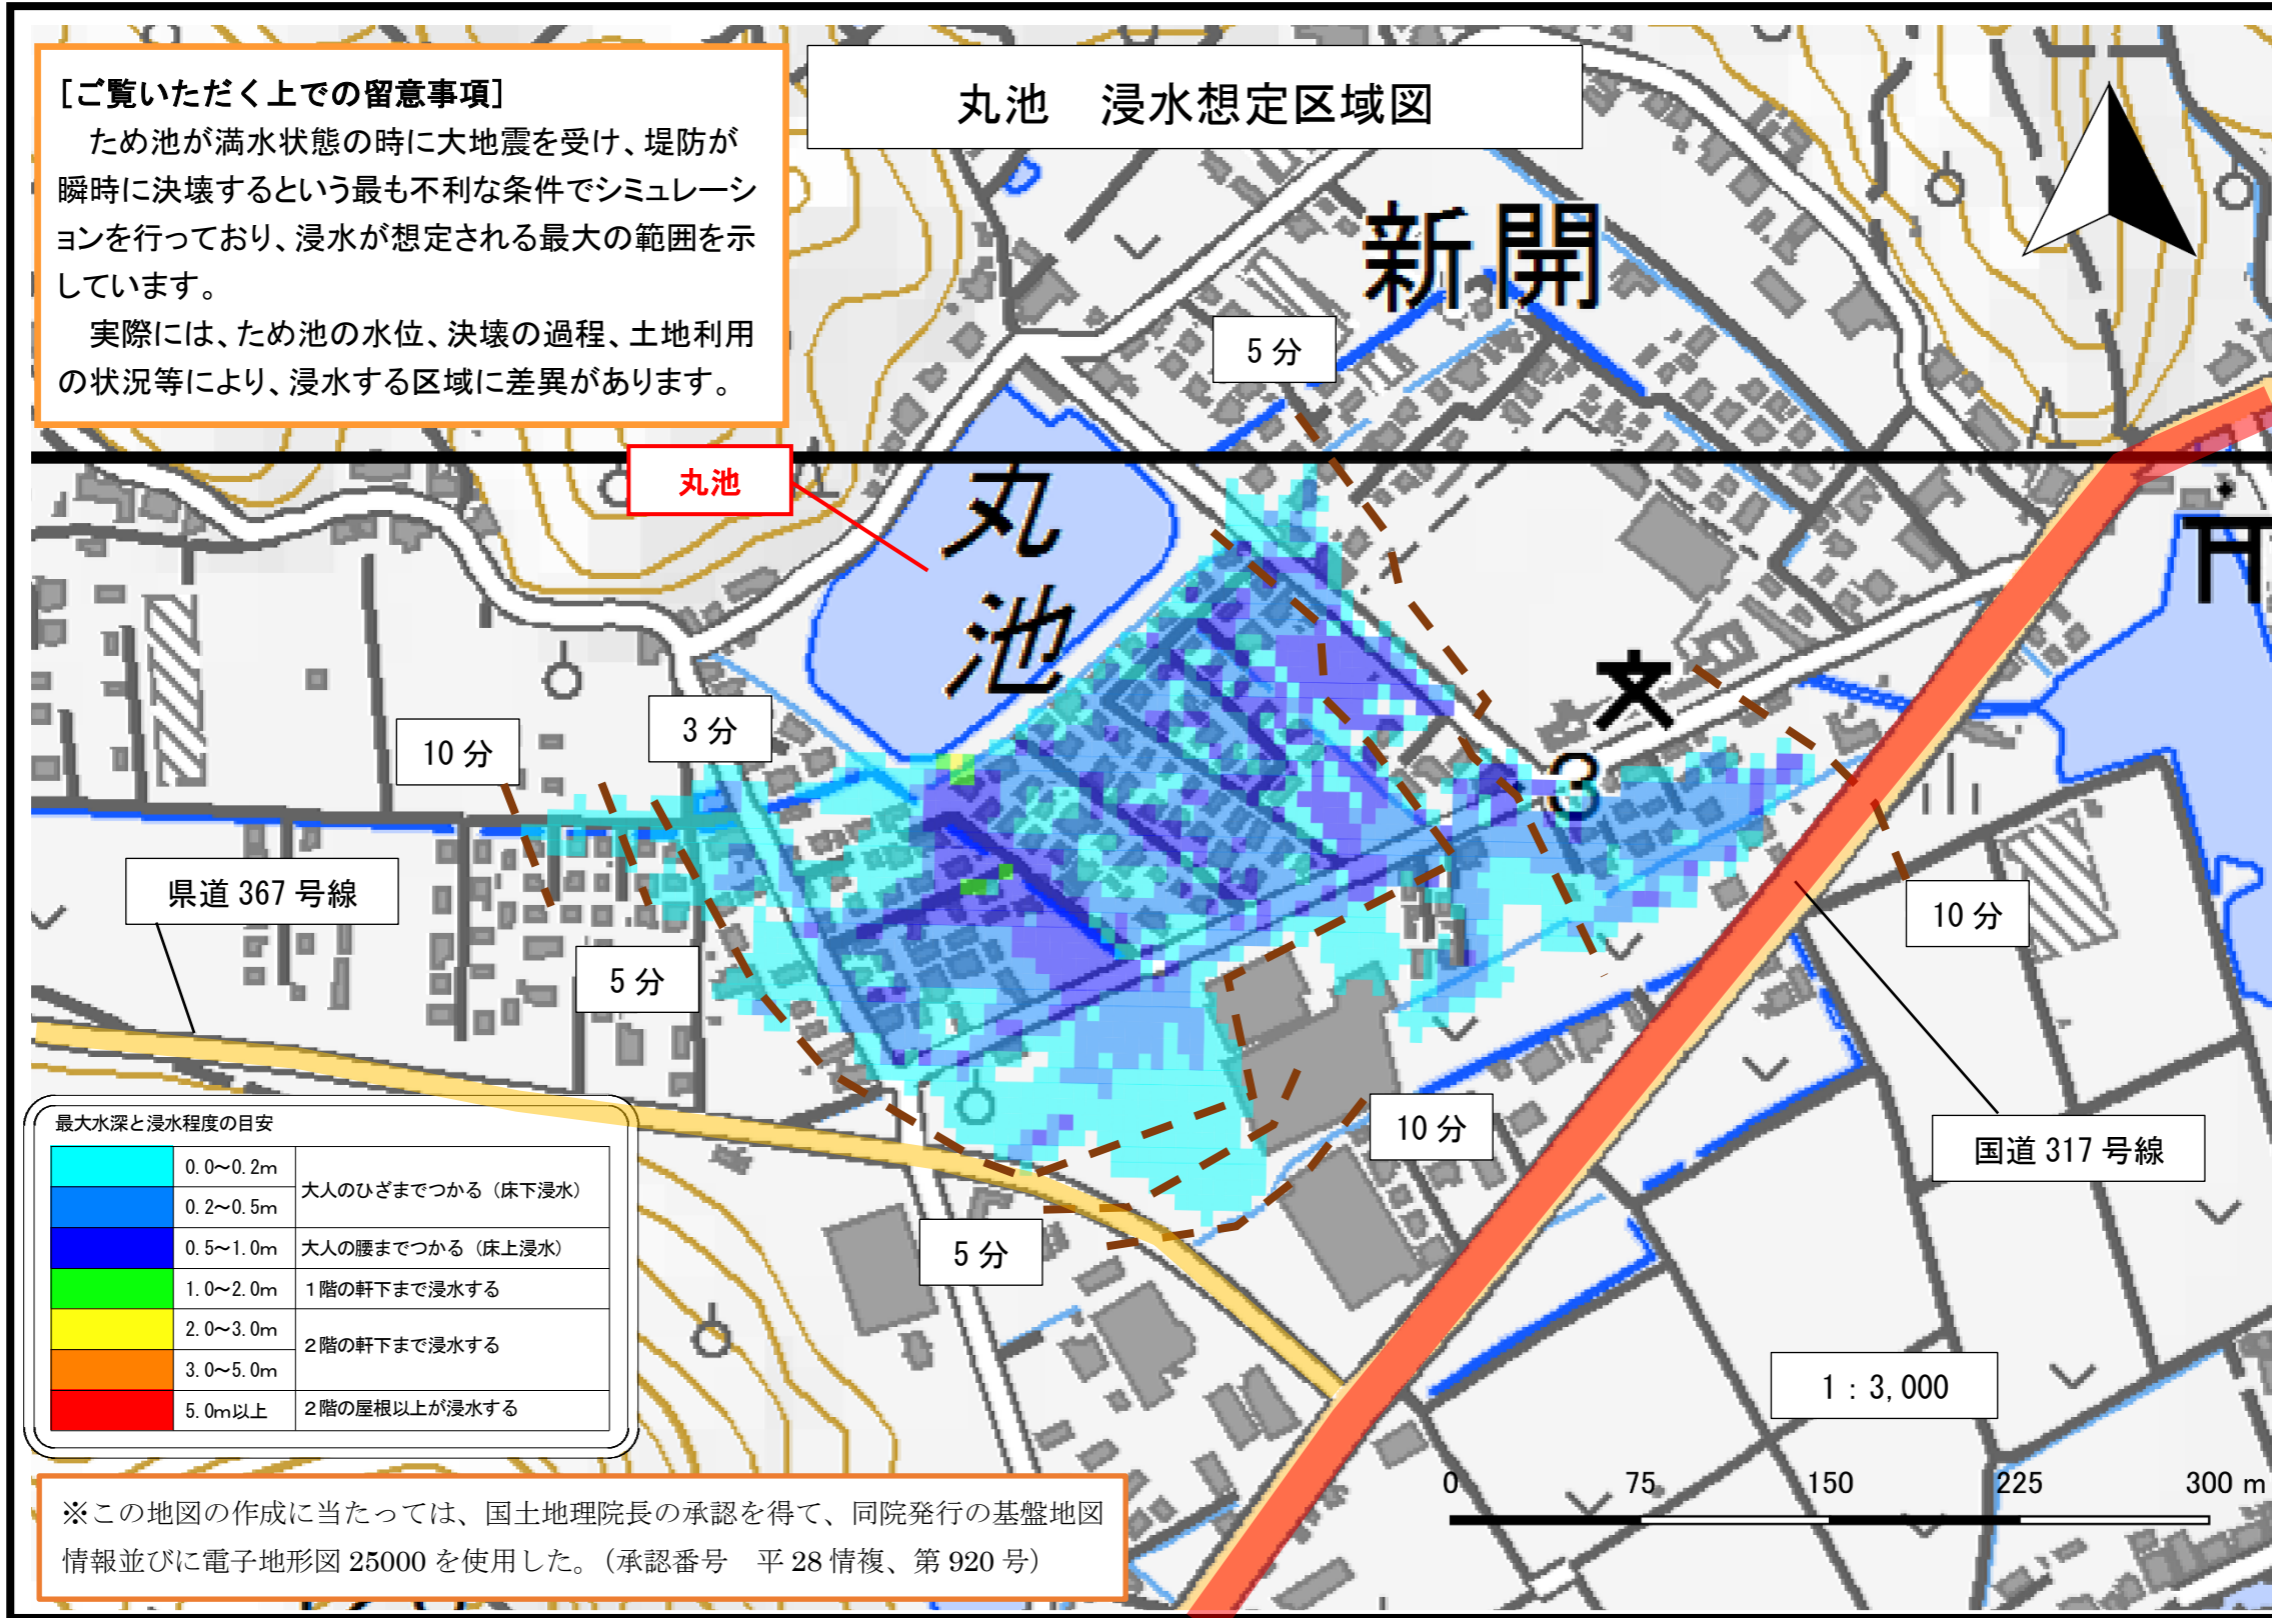 [ご覧いただく上での留意事項]
ため池が満水状態の時に大地震を受け、堤防が
瞬時に決壊するという最も不利な条件でシミュレーシ
ョンを行っており、浸水が想定される最大の範囲を示
しています。
実際には、ため池の水位、決壊の過程、土地利用
の状況等により、浸水する区域に差異があります。
丸池　浸水想定区域図
新開
5分
丸池
丸池
文
3
3分
10分
県道367号線
5分
10分
10分
5分
国道317号線
最大水深と浸水程度の目安
0.0～0.2m
大人のひざまでつかる（床下浸水）
0.2～0.5m
0.5～1.0m 大人の腰までつかる（床上浸水）
1.0～2.0m 1階の軒下まで浸水する
2.0～3.0m
2階の軒下まで浸水する
3.0～5.0m
5.0m以上 2階の屋根以上が浸水する
1：3,000
0 75 150 225 300 m
※この地図の作成に当たっては、国土地理院長の承認を得て、同院発行の基盤地図
情報並びに電子地形図25000を使用した。（承認番号　平28情複、第920号）